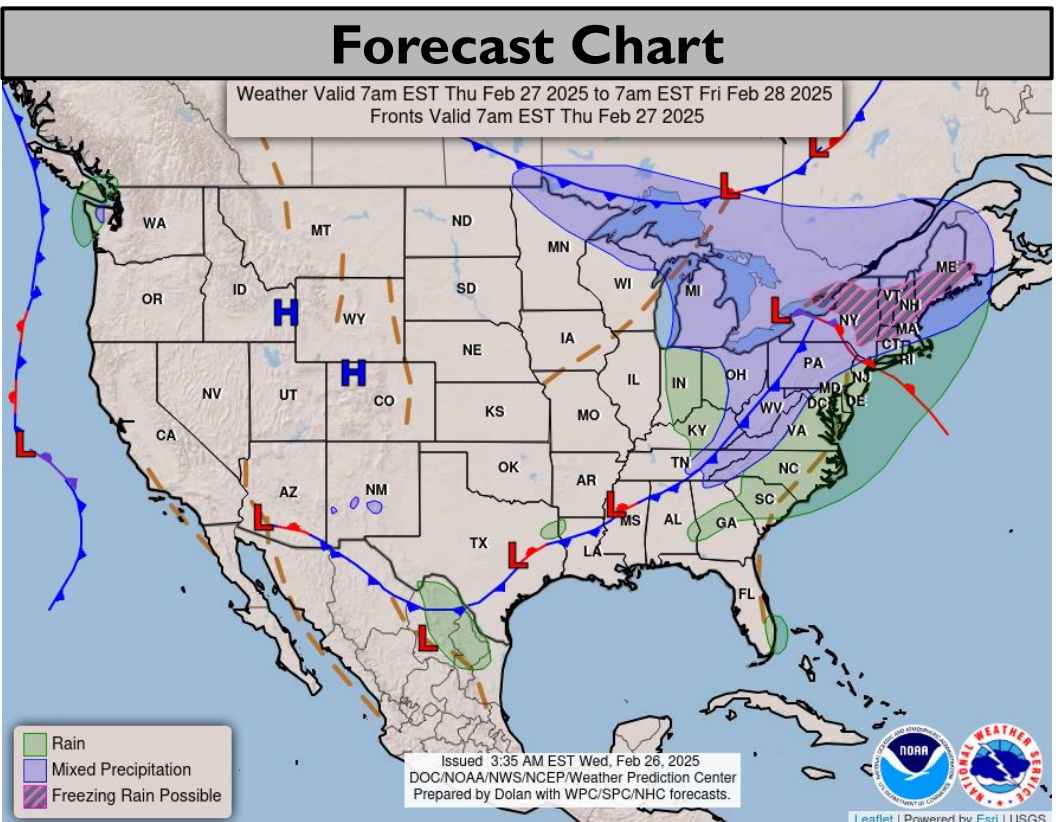 Forecast Chart
Weather Valid 7am EST Thu Feb 27 2025 to 7am EST Fri Feb 28 2025
Fronts Valid 7am EST Thu Feb 27 2025
L
L
WA
MT
ND
MN
ME
OR
ID
H
WY
SD
WI
MI
L
NY
VT
NH
MA
CT
RI
NV
UT
H
CO
NE
IA
IL
IN
OH
PA
NJ
MD
DE
DC
CA
L
KS
MO
KY
WV
VA
AZ
NM
OK
AR
TN
NC
SC
L
TX
L
L
LA
MS
AL
GA
FL
L
Rain
Mixed Precipitation
Freezing Rain Possible
Issued 3:35 AM EST Wed, Feb 26, 2025
DOC/NOAA/NWS/NCEP/Weather Prediction Center
Prepared by Dolan with WPC/SPC/NHC forecasts.
NOAA
NATIONAL WEATHER SERVICE
Leaflet | Powered by Esri | USGS